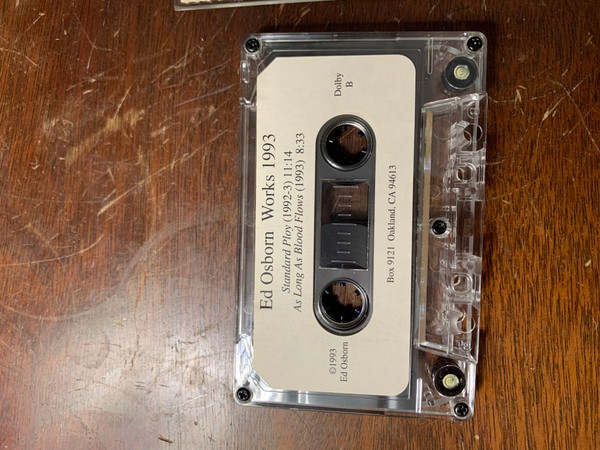 Ed Osborn Works 1993
Standard Ploy (1992-3) 11:14
As Long As Blood Flows (1993) 8:33
©1993
Ed Osborn
Dolby
B
Box 9121 Oakland, CA 94613